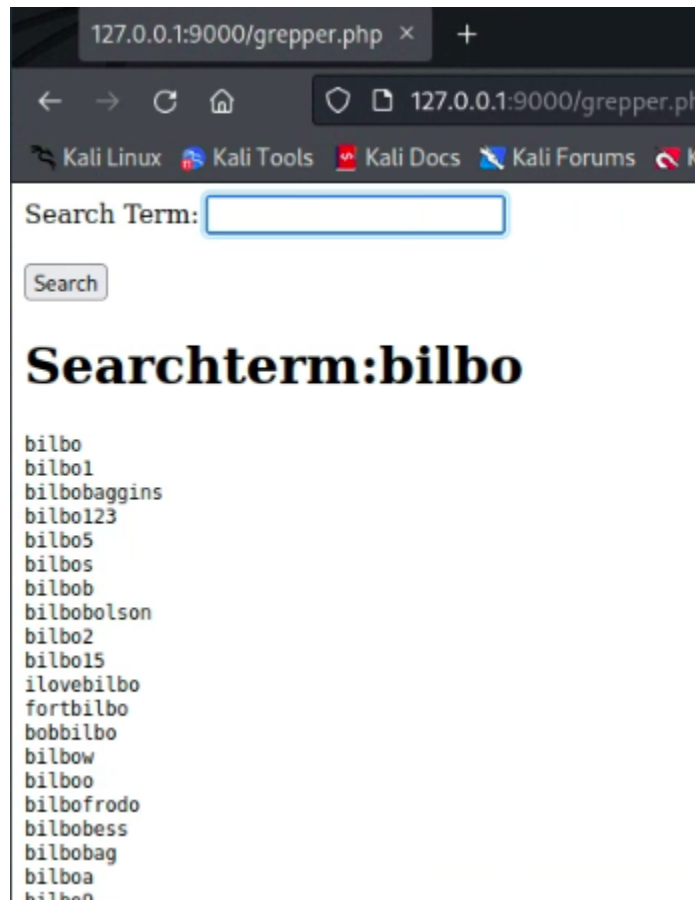 127.0.0.1:9000/grepper.php × +
127.0.0.1:9000/grepper.ph
Kali Linux Kali Tools Kali Docs Kali Forums K
Search Term:
Search
Searchterm:bilbo
bilbo
bilbo1
bilbobaggins
bilbo123
bilbo5
bilbos
bilbob
bilbobolson
bilbo2
bilbo15
ilovebilbo
fortbilbo
bobbilbo
bilbow
bilboo
bilbofrodo
bilbobess
bilbobag
bilboa